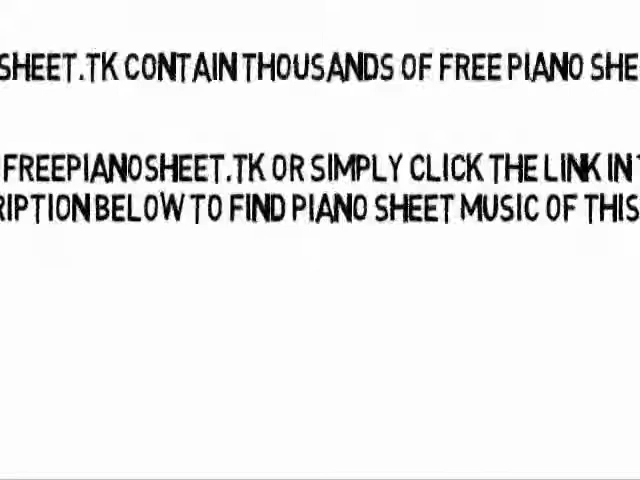 SHEET.TK CONTAIN THOUSANDS OF FREE PIANO SHE
FREEPIANOSHEET.TK OR SIMPLY CLICK THE LINK IN
RIPTION BELOW TO FIND PIANO SHEET MUSIC OF THIS